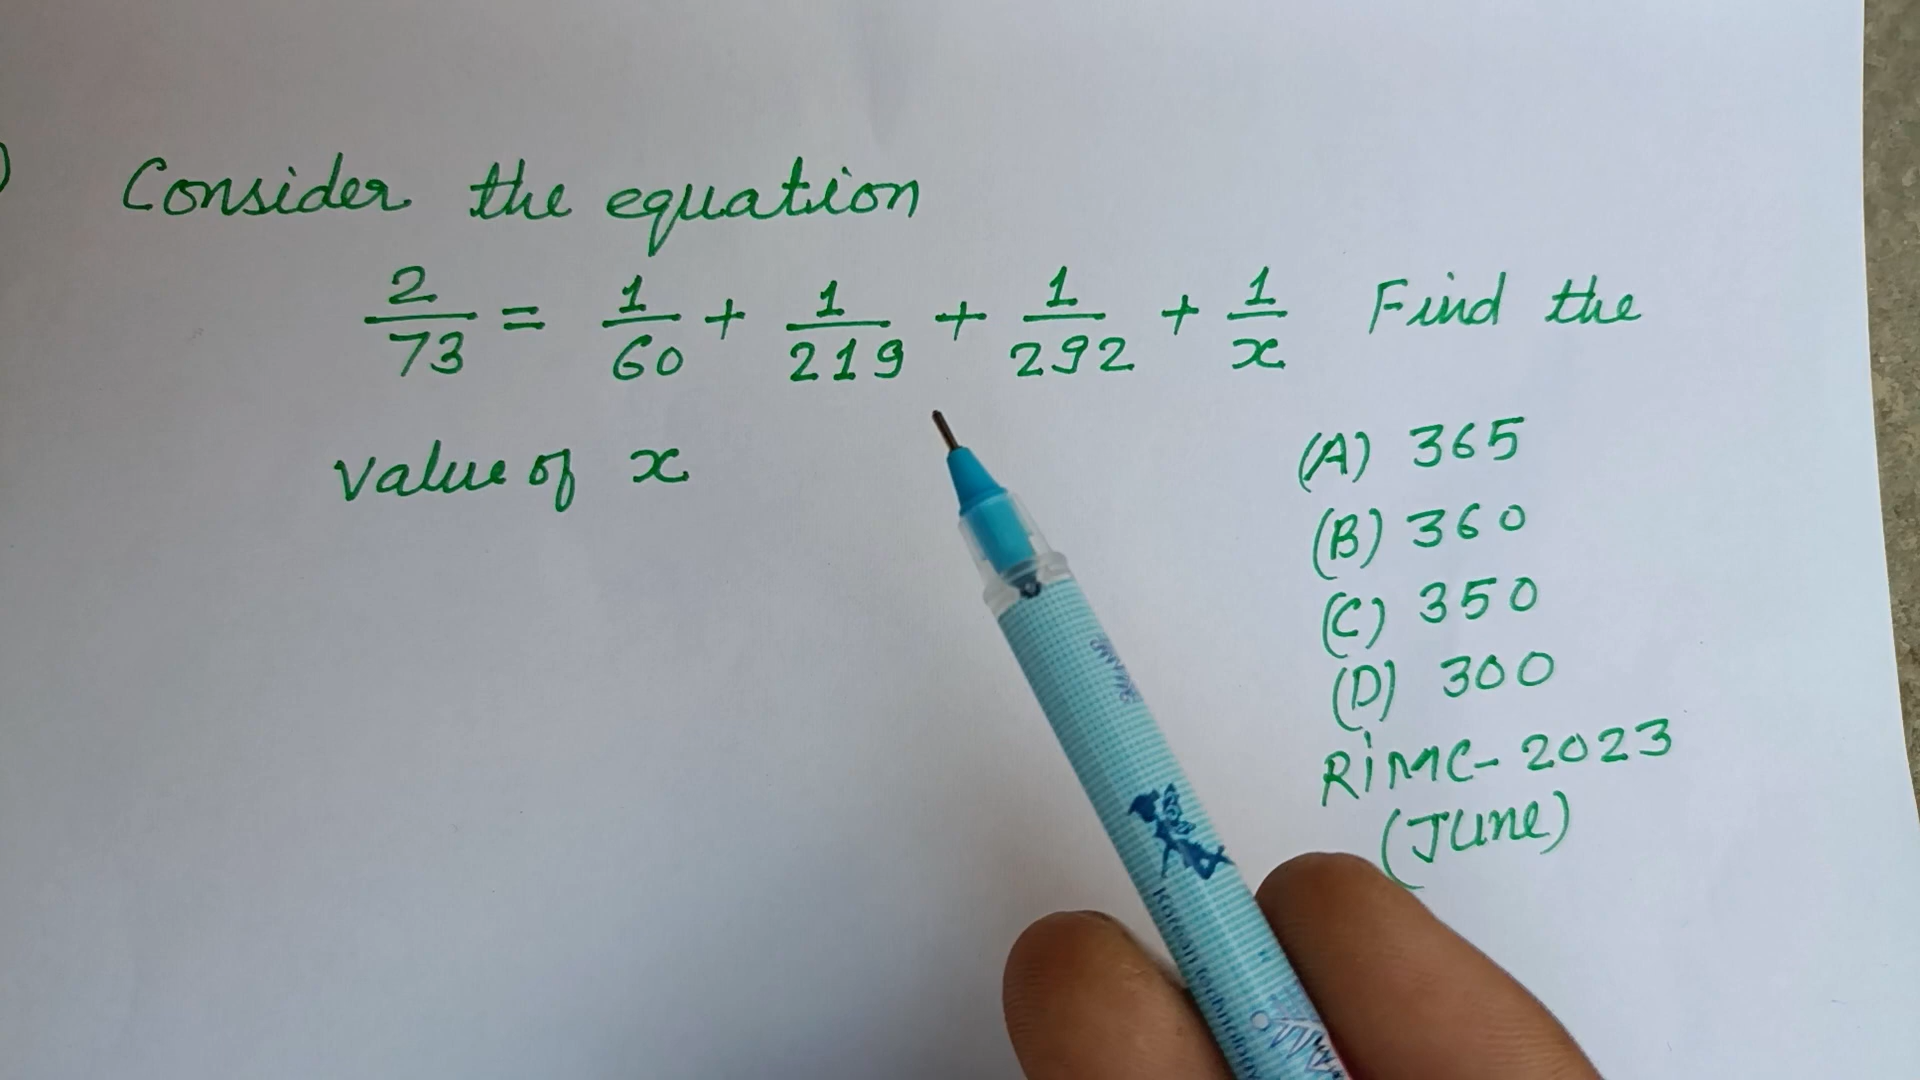 ) Consider the equation
2/73 = 1/60 + 1/219 + 1/292 + 1/x Find the
value of x
(A) 365
(B) 360
(C) 350
(D) 300
RiMC-2023
(June)